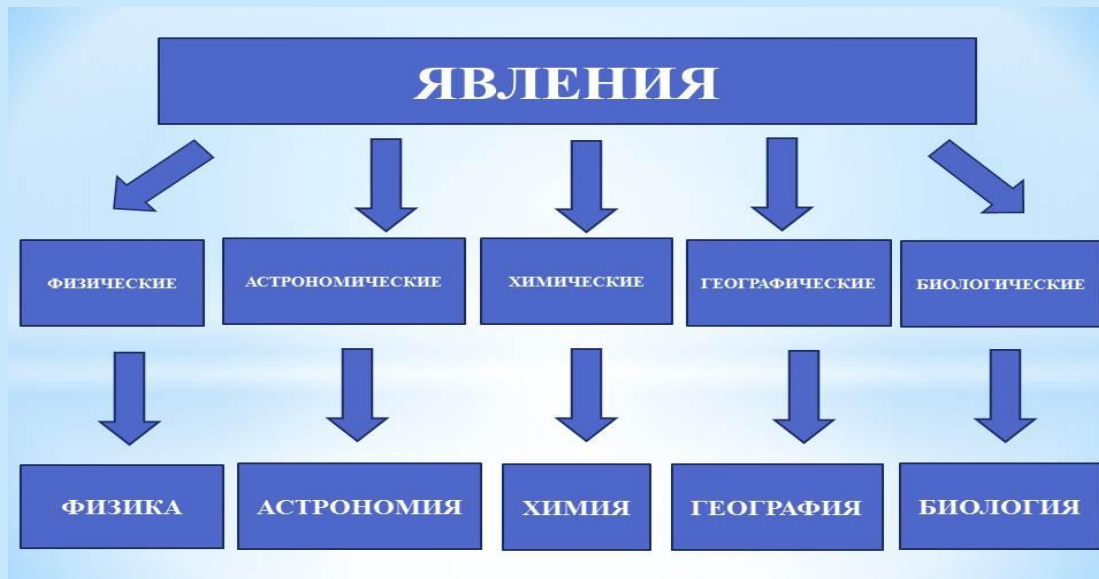 ЯВЛЕНИЯ
ФИЗИЧЕСКИЕ
АСТРОНОМИЧЕСКИЕ
ХИМИЧЕСКИЕ
ГЕОГРАФИЧЕСКИЕ
БИОЛОГИЧЕСКИЕ
ФИЗИКА
АСТРОНОМИЯ
ХИМИЯ
ГЕОГРАФИЯ
БИОЛОГИЯ